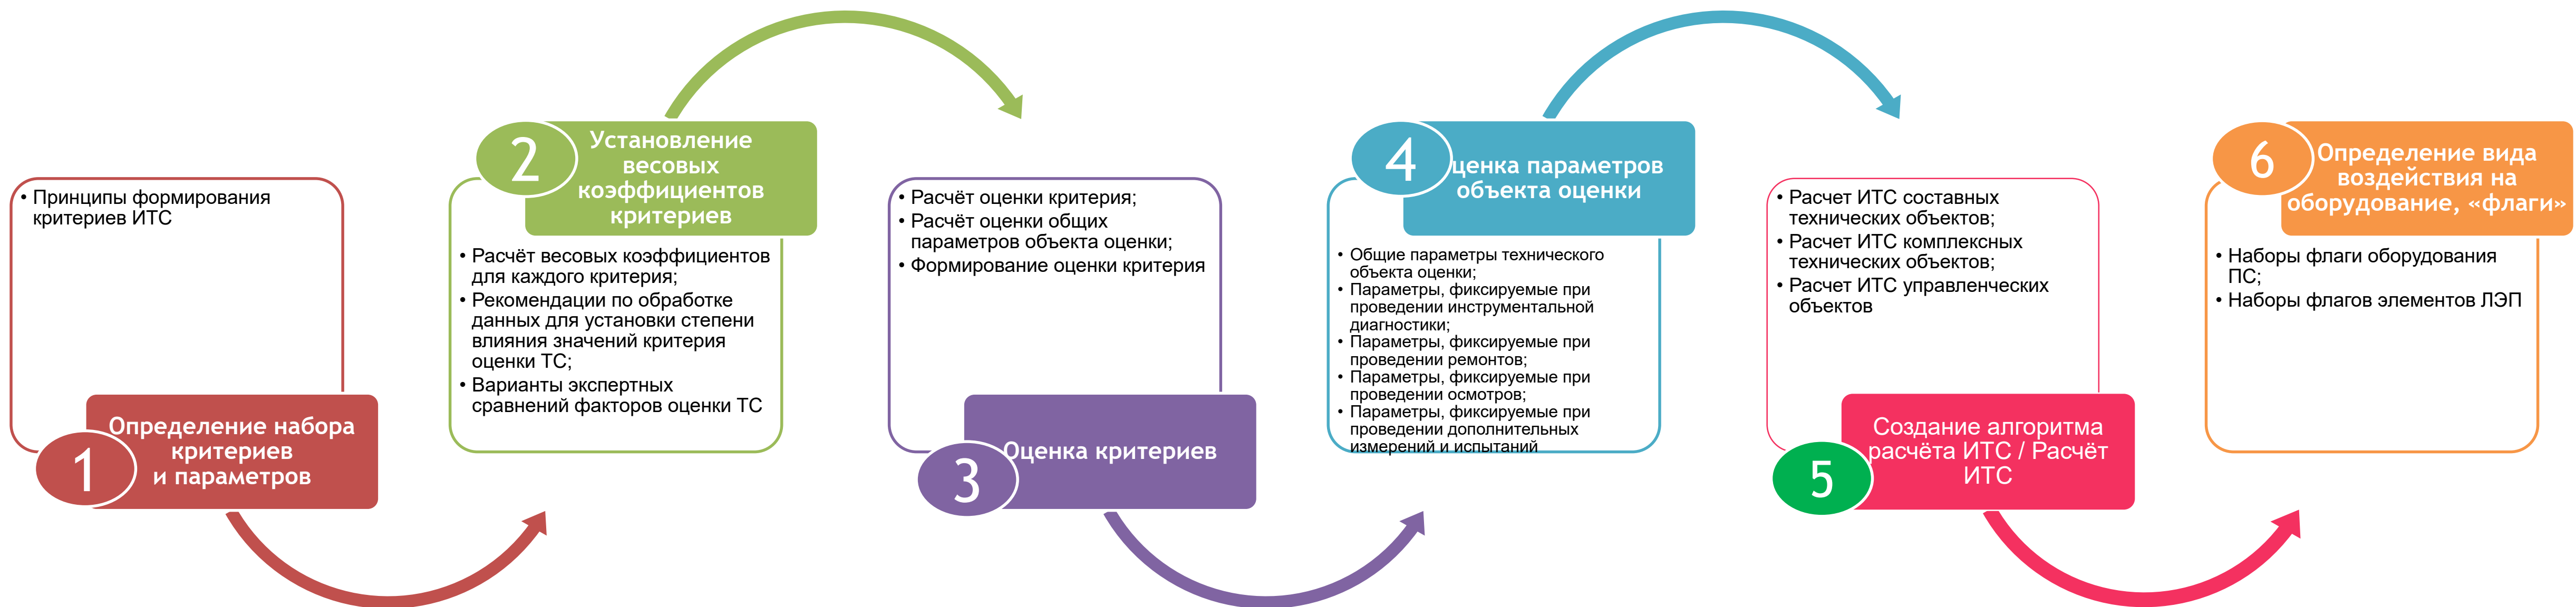 • Принципы формирования
критериев ИТС
1
Определение набора
критериев
и параметров
2
Установление
весовых
коэффициентов
критериев
• Расчёт весовых коэффициентов
для каждого критерия;
• Рекомендации по обработке
данных для установки степени
влияния значений критерия
оценки ТС;
• Варианты экспертных
сравнений факторов оценки ТС
• Расчёт оценки критерия;
• Расчёт оценки общих
параметров объекта оценки;
• Формирование оценки критерия
3
Оценка критериев
4
ценка параметров
объекта оценки
• Общие параметры технического
объекта оценки;
• Параметры, фиксируемые при
проведении инструментальной
диагностики;
• Параметры, фиксируемые при
проведении ремонтов;
• Параметры, фиксируемые при
проведении осмотров;
• Параметры, фиксируемые при
проведении дополнительных
измерений и испытаний
• Расчет ИТС составных
технических объектов;
• Расчет ИТС комплексных
технических объектов;
• Расчет ИТС управленческих
объектов
5
Создание алгоритма
расчёта ИТС / Расчёт
ИТС
6
Определение вида
воздействия на
оборудование, «флаги»
• Наборы флаги оборудования
ПС;
• Наборы флагов элементов ЛЭП